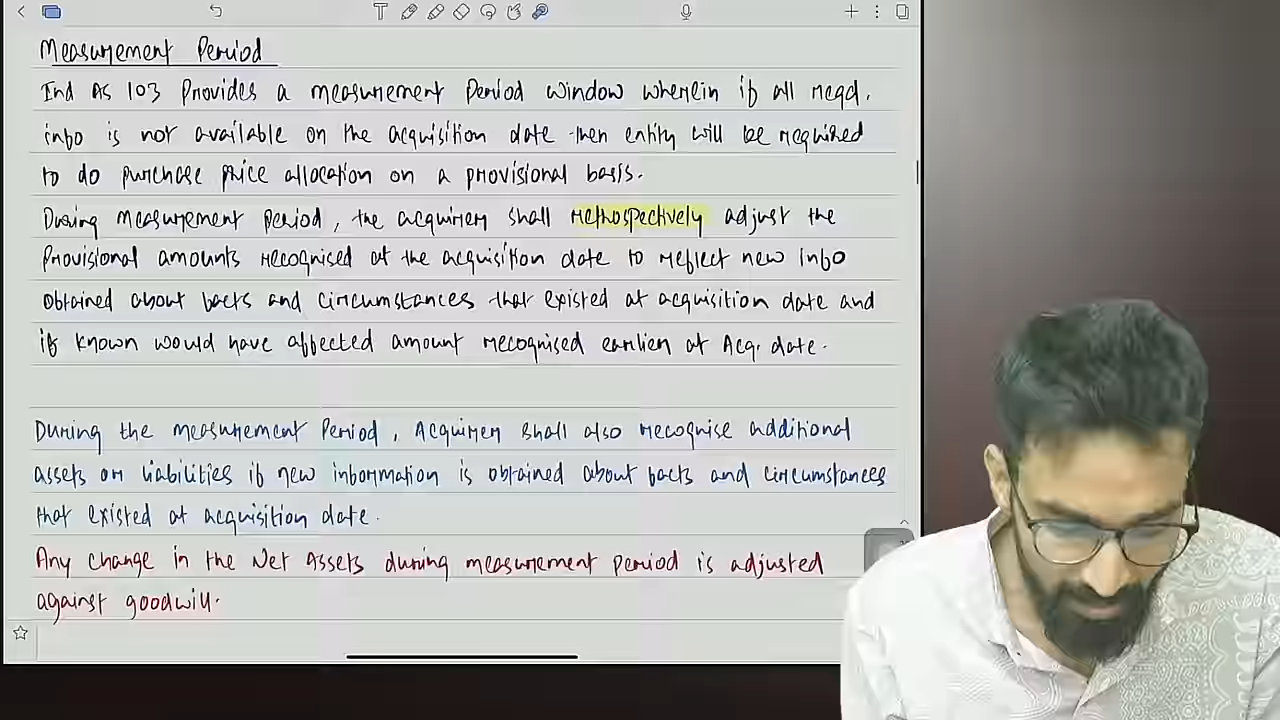 Measurement Period
Ind AS 103 Provides a measurement Period window wherein if all reqd.
info is not available on the acquisition date then entity will be required
to do purchase price allocation on a provisional basis.
During measurement period, the acquirer shall retrospectively adjust the
Provisional amounts recognised at the acquisition date to reflect new info
obtained about facts and circumstances that existed at acquisition date and
if known would have affected amount recognised earlier at Acq. date.
During the measurement Period, Acquirer shall also recognise additional
assets or liabilities if new information is obtained about facts and circumstances
that existed at acquisition date.
Any change in the Net Assets during measurement period is adjusted
against goodwill.